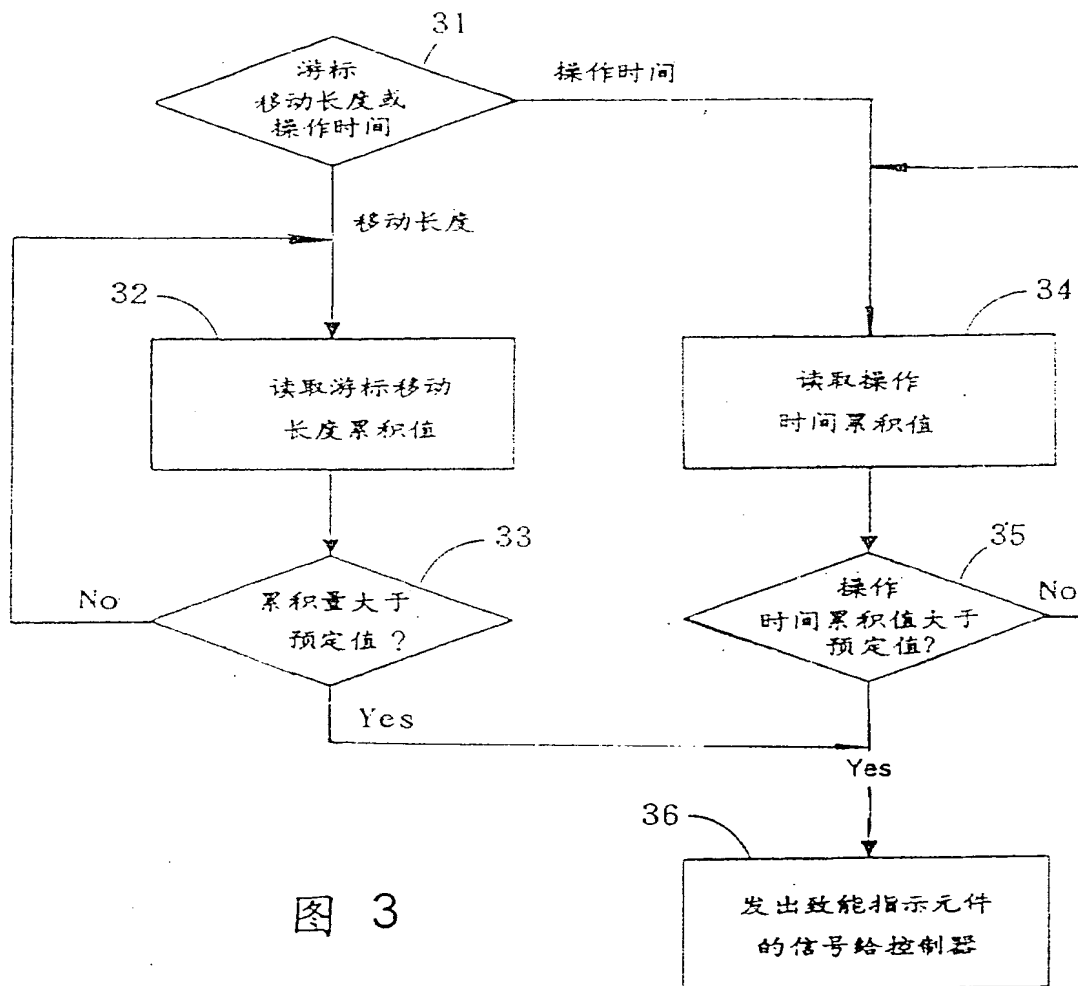 31
游标
移动长度或
操作时间
操作时间
移动长度
32
读取游标移动
长度累积值
34
读取操作
时间累积值
33
累积量大于
预定值？
No
Yes
35
操作
时间累积值大于
预定值？
No
Yes
36
发出致能指示元件
的信号给控制器
图 3